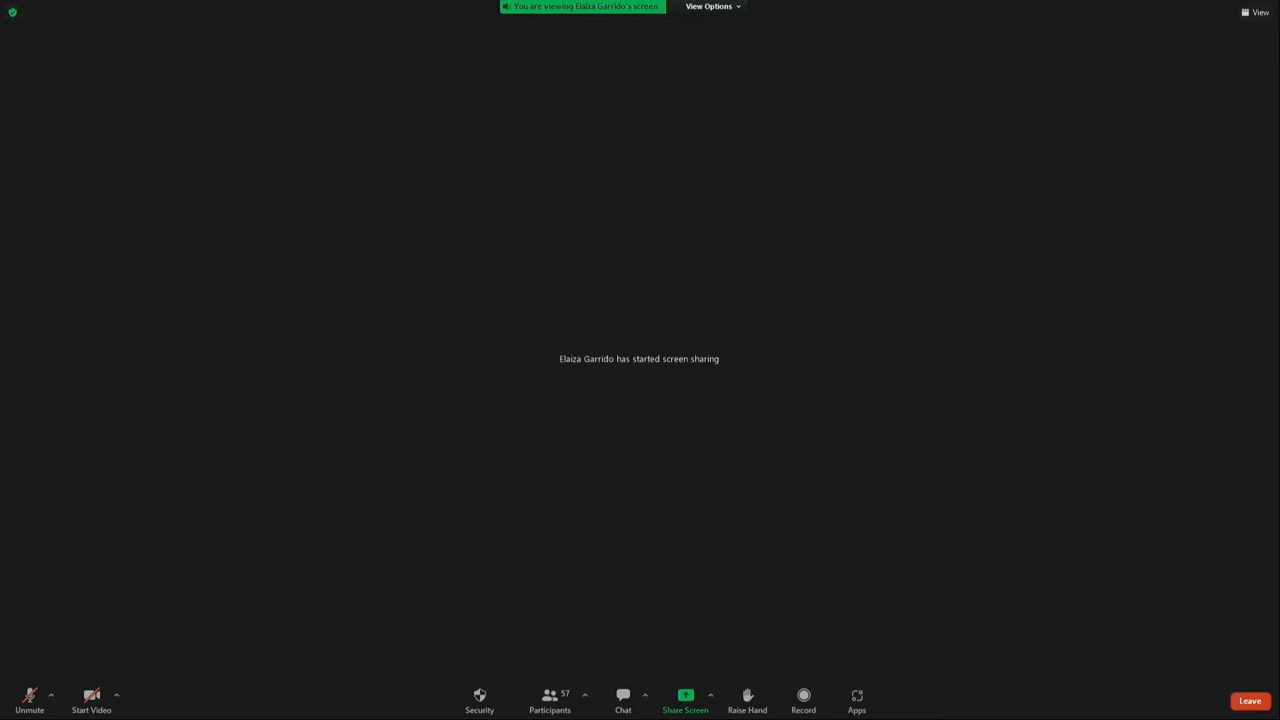 You are viewing Elaiza Garrido's screen
View Options
View
Elaiza Garrido has started screen sharing
Unmute
Start Video
Security
57
Participants
Chat
Share Screen
Raise Hand
Record
Apps
Leave